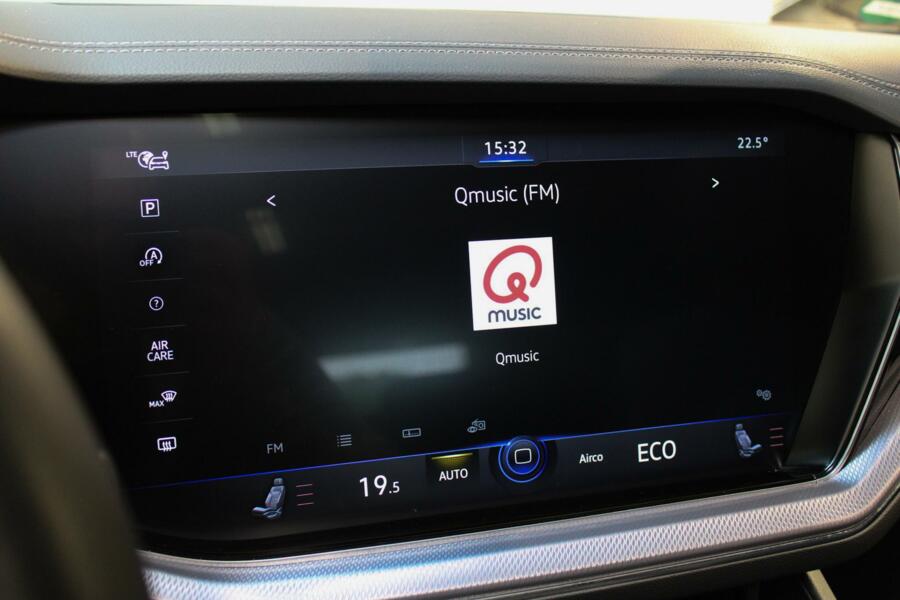 LTE
15:32
22.5°
< Qmusic (FM) >
P
A
OFF
Q
music
?
Qmusic
AIR
CARE
MAX
FM
19.5
AUTO
Airco
ECO